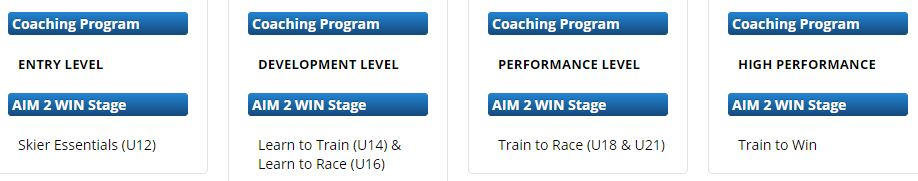 Coaching Program
ENTRY LEVEL
AIM 2 WIN Stage
Skier Essentials (U12)
Coaching Program
DEVELOPMENT LEVEL
AIM 2 WIN Stage
Learn to Train (U14) &
Learn to Race (U16)
Coaching Program
PERFORMANCE LEVEL
AIM 2 WIN Stage
Train to Race (U18 & U21)
Coaching Program
HIGH PERFORMANCE
AIM 2 WIN Stage
Train to Win